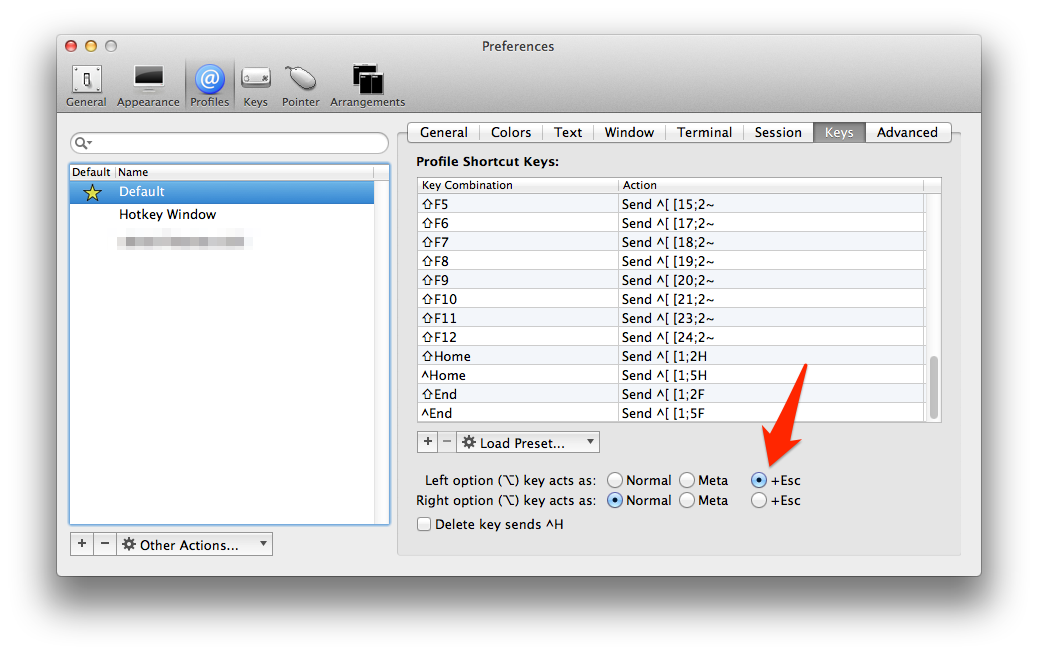 Preferences
General Appearance Profiles Keys Pointer Arrangements
General Colors Text Window Terminal Session Keys Advanced
Default Name
Default
Hotkey Window
Profile Shortcut Keys:
Key Combination Action
⇧F5 Send ^[ [15;2~
⇧F6 Send ^[ [17;2~
⇧F7 Send ^[ [18;2~
⇧F8 Send ^[ [19;2~
⇧F9 Send ^[ [20;2~
⇧F10 Send ^[ [21;2~
⇧F11 Send ^[ [23;2~
⇧F12 Send ^[ [24;2~
⇧Home Send ^[ [1;2H
^Home Send ^[ [1;5H
⇧End Send ^[ [1;2F
^End Send ^[ [1;5F
+ − Load Preset...
Left option (⌥) key acts as: Normal Meta +Esc
Right option (⌥) key acts as: Normal Meta +Esc
Delete key sends ^H
+ − Other Actions...